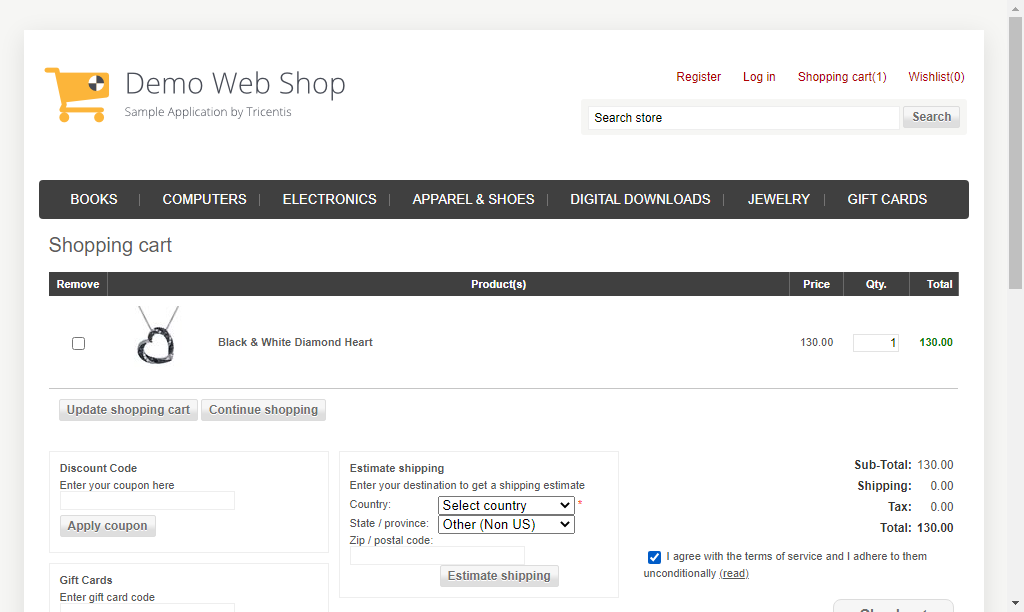 Demo Web Shop
Sample Application by Tricentis
Register Log in Shopping cart(1) Wishlist(0)
Search store Search
BOOKS COMPUTERS ELECTRONICS APPAREL & SHOES DIGITAL DOWNLOADS JEWELRY GIFT CARDS
Shopping cart
Remove Product(s) Price Qty. Total
Black & White Diamond Heart 130.00 1 130.00
Update shopping cart Continue shopping
Discount Code
Enter your coupon here
Apply coupon
Gift Cards
Enter gift card code
Estimate shipping
Enter your destination to get a shipping estimate
Country: Select country *
State / province: Other (Non US)
Zip / postal code:
Estimate shipping
Sub-Total: 130.00
Shipping: 0.00
Tax: 0.00
Total: 130.00
I agree with the terms of service and I adhere to them
unconditionally (read)